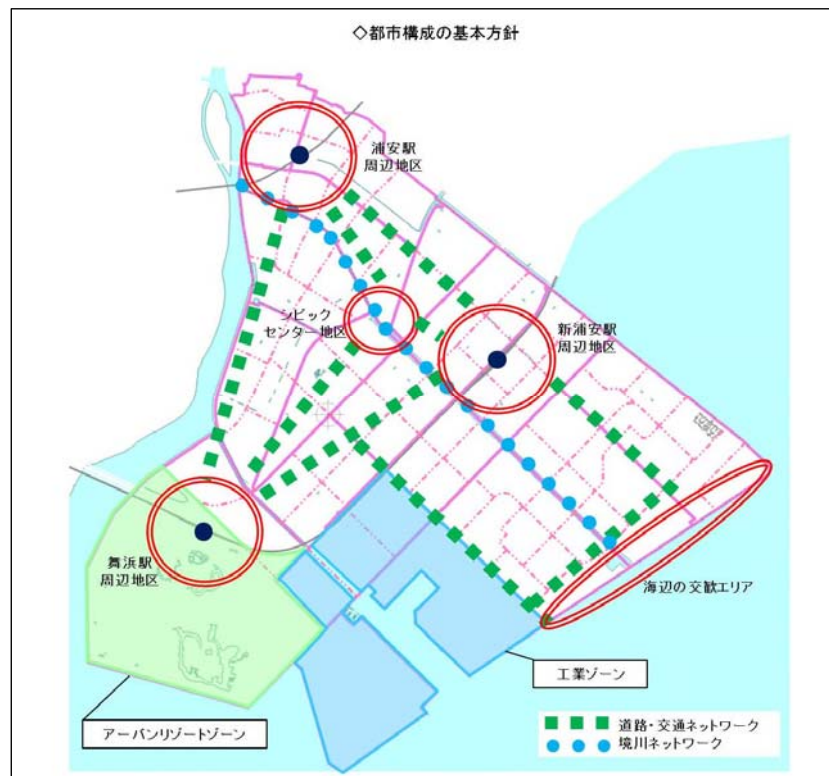 ◇都市構成の基本方針
浦安駅
周辺地区
シビック
センター地区
新浦安駅
周辺地区
舞浜駅
周辺地区
海辺の交歓エリア
工業ゾーン
アーバンリゾートゾーン
道路・交通ネットワーク
境川ネットワーク